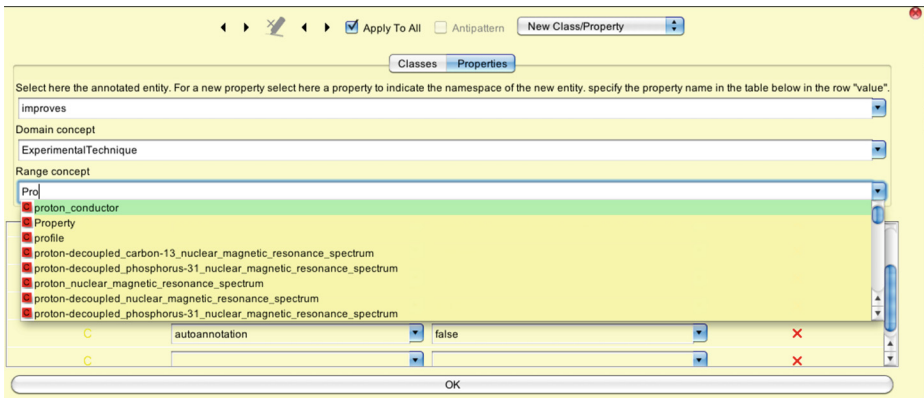 Apply To All Antipattern New Class/Property
Classes Properties
Select here the annotated entity. For a new property select here a property to indicate the namespace of the new entity. specify the property name in the table below in the row "value".
improves
Domain concept
ExperimentalTechnique
Range concept
Pro
C proton_conductor
C Property
C profile
C proton-decoupled_carbon-13_nuclear_magnetic_resonance_spectrum
C proton-decoupled_phosphorus-31_nuclear_magnetic_resonance_spectrum
C proton_nuclear_magnetic_resonance_spectrum
C proton-decoupled_nuclear_magnetic_resonance_spectrum
C proton-decoupled_phosphorus-31_nuclear_magnetic_resonance_spectrum
C autoannotation false
C
OK